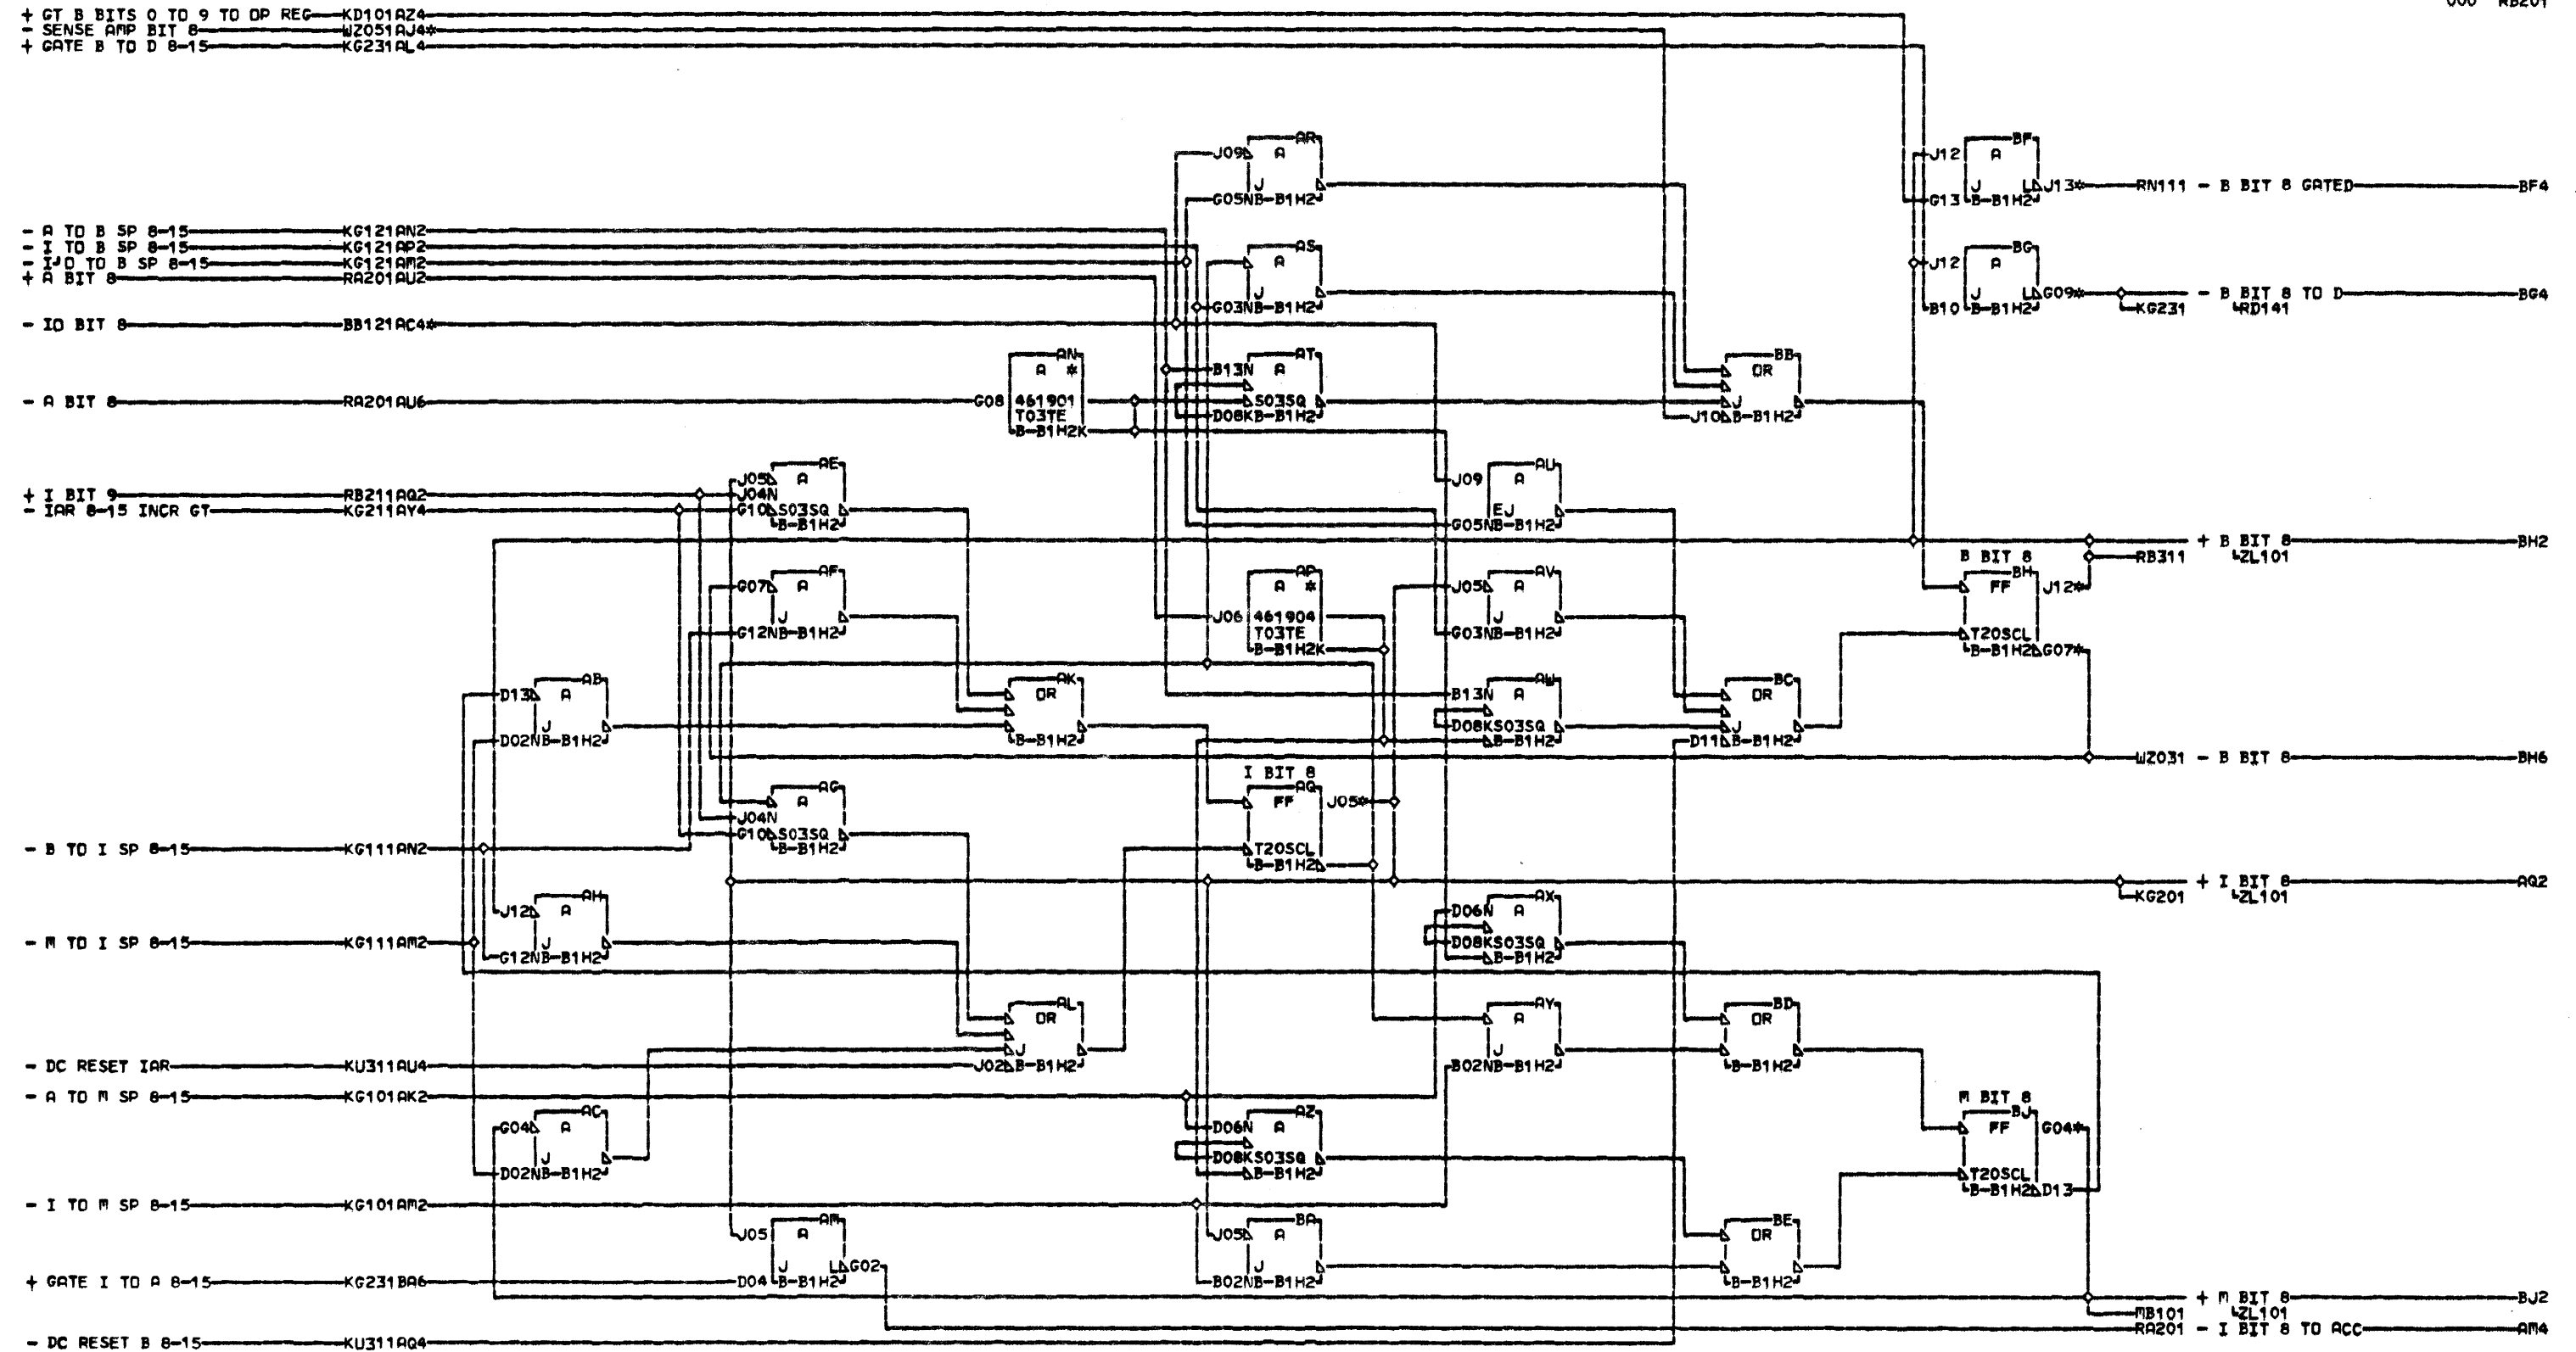 000 RB201
+ GT B BITS 0 TO 9 TO OP REG KD101AZ4
- SENSE AMP BIT 8 WZ051AJ4*
+ GATE B TO D 8-15 KG231AL4
AR
J09 A
J
G05NB-B1H2
BF
J12 A
J L J13* RN111 - B BIT 8 GATED BF4
G13 B-B1H2
- A TO B SP 8-15 KG121AN2
- I TO B SP 8-15 KG121AP2
- I'O TO B SP 8-15 KG121AM2
+ A BIT 8 RA201AU2
AS
A
J
G03NB-B1H2
BG
J12 A
J L G09* - B BIT 8 TO D BG4
B10 B-B1H2 KG231 RD141
- IO BIT 8 BB121AC4*
AN
A *
G08 461901
T03TE
B-B1H2K
AT
B13N A
S03SQ
D08KB-B1H2
BB
OR
J
J10 B-B1H2
- A BIT 8 RA201AU6
AE
J05 A
J04N
G10 S03SQ
B-B1H2
+ I BIT 9 RB211AQ2
- IAR 8-15 INCR GT KG211AY4
AU
J09 A
EJ
G05NB-B1H2
+ B BIT 8 BH2
RB311 ZL101
B BIT 8
BH
FF J12*
T20SCL
B-B1H2 G07*
AF
G07 A
J
G12NB-B1H2
AP
A *
J06 461904
T03TE
B-B1H2K
AV
J05 A
J
G03NB-B1H2
AB
D13 A
J
D02NB-B1H2
AK
OR
B-B1H2
AW
B13N A
D08KS03SQ
B-B1H2
BC
OR
J
D11 B-B1H2
WZ031 - B BIT 8 BH6
AG
A
J04N
G10 S03SQ
B-B1H2
I BIT 8
AQ
FF J05*
T20SCL
B-B1H2
- B TO I SP 8-15 KG111AN2
+ I BIT 8 AQ2
KG201 ZL101
AH
J12 A
J
G12NB-B1H2
AX
D06N A
D08KS03SQ
B-B1H2
- M TO I SP 8-15 KG111AM2
AL
OR
J
J02 B-B1H2
AY
A
J
B02NB-B1H2
BD
OR
B-B1H2
- DC RESET IAR KU311AU4
- A TO M SP 8-15 KG101AK2
AC
G04 A
J
D02NB-B1H2
AZ
D06N A
D08KS03SQ
B-B1H2
M BIT 8
BJ
FF G04*
T20SCL
B-B1H2 D13
- I TO M SP 8-15 KG101AM2
AM
J05 A
J L G02
D04 B-B1H2
BA
J05 A
J
B02NB-B1H2
BE
OR
B-B1H2
+ GATE I TO A 8-15 KG231BA6
+ M BIT 8 BJ2
MB101 ZL101
RA201 - I BIT 8 TO ACC AM4
- DC RESET B 8-15 KU311AQ4